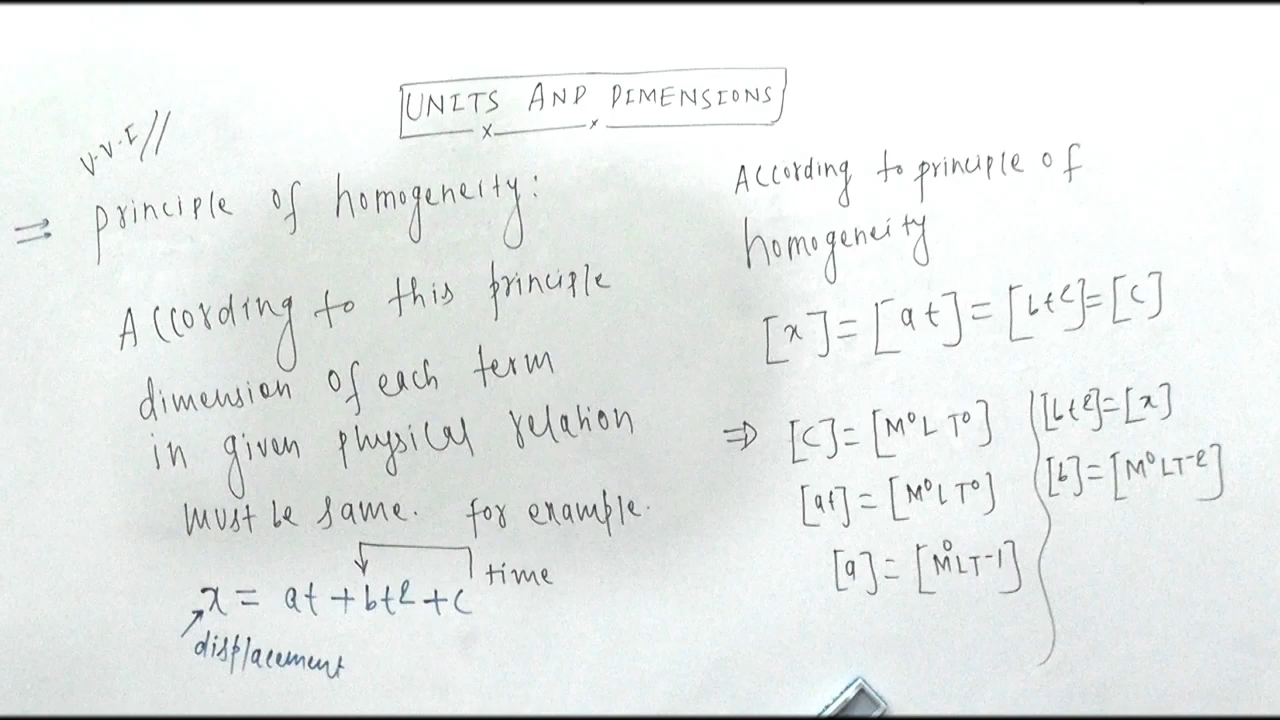 UNITS AND DIMENSIONS
V.V.I//
⇒ principle of homogeneity:
According to this principle
dimension of each term
in given physical relation
must be same. for example.
time
x = at + bt² + c
displacement
According to principle of
homogeneity
[x] = [at] = [bt²] = [c]
⇒ [c] = [M⁰L T⁰]
[at] = [M⁰L T⁰]
[a] = [M⁰LT-1]
[bt²] = [x]
[b] = [M⁰LT-2]